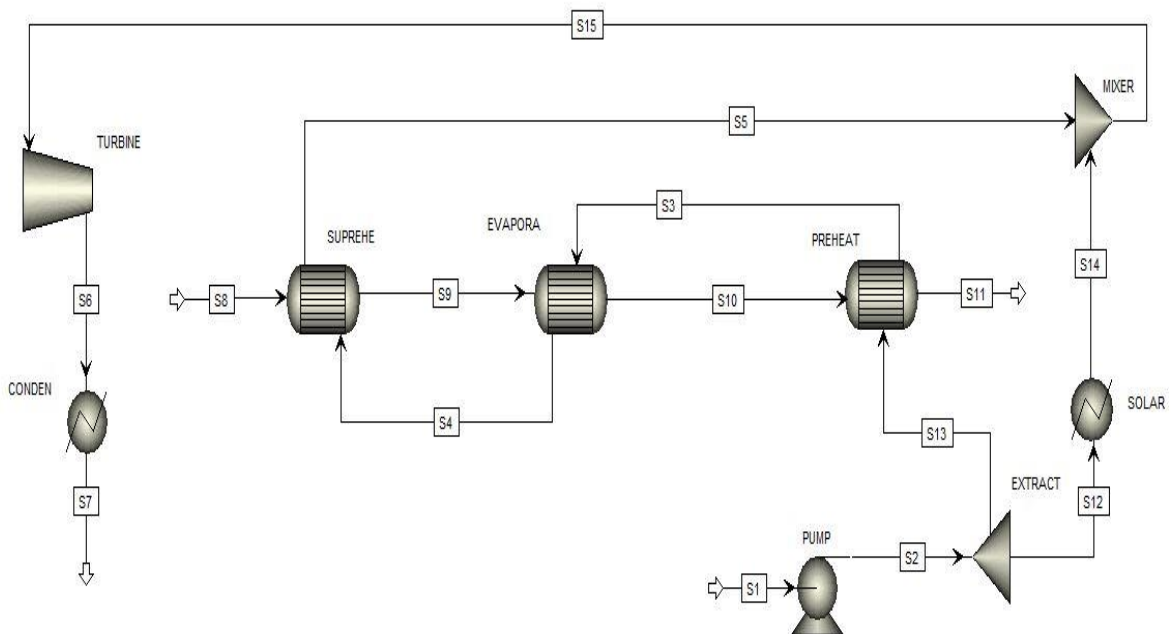 S15
MIXER
S5
TURBINE
S3
EVAPORA
SUPREHE
PREHEAT
S14
S8
S9
S10
S11
S6
CONDEN
SOLAR
S4
S13
EXTRACT
S12
S7
PUMP
S2
S1